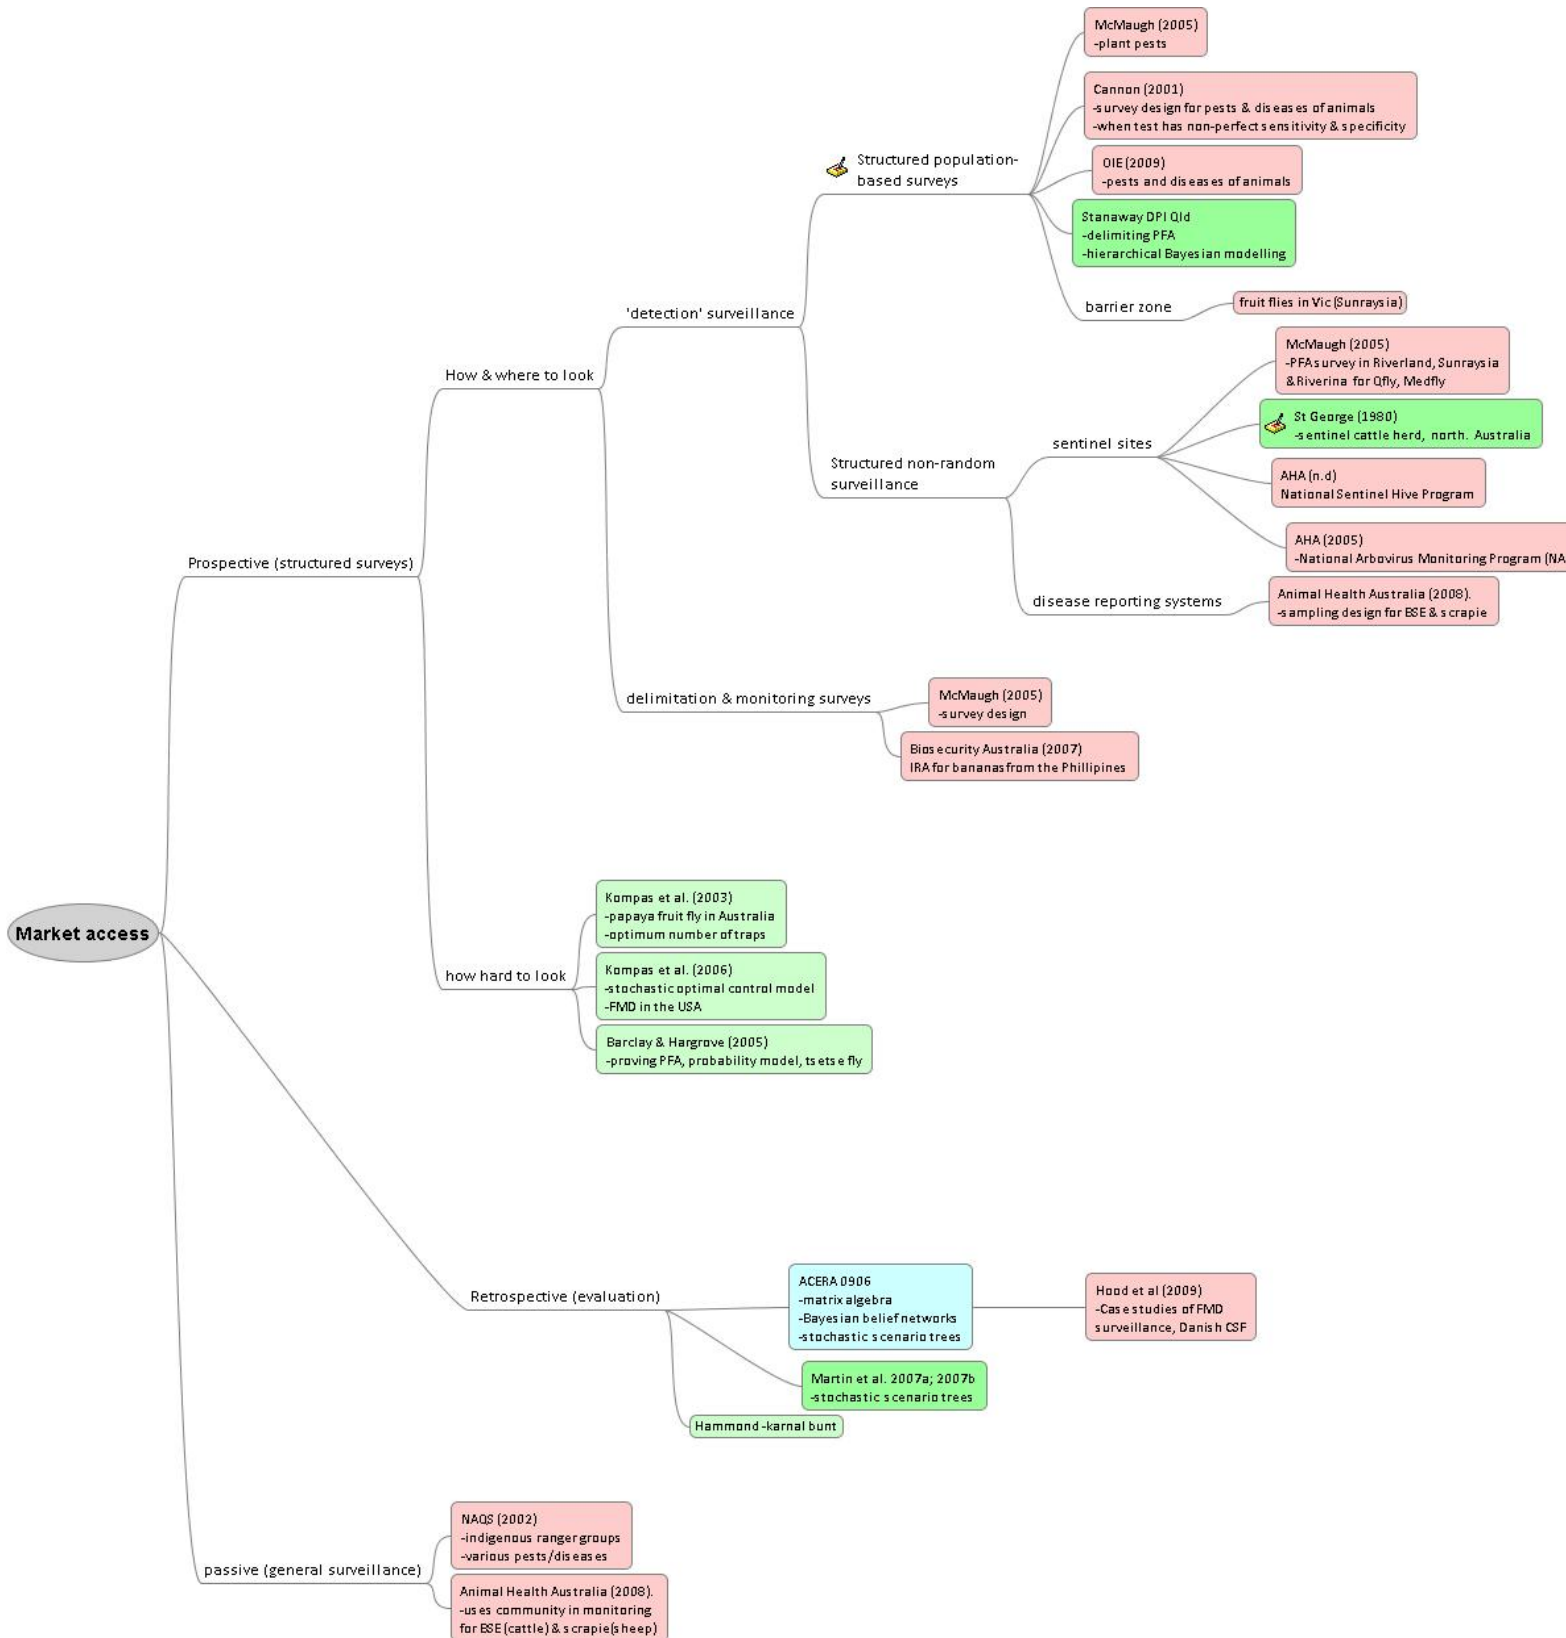 McMaugh (2005)
-plant pests
Cannon (2001)
-survey design for pests & diseases of animals
-when test has non-perfect sensitivity & specificity
Structured population-
based surveys
OIE (2009)
-pests and diseases of animals
Stanaway DPI Qld
-delimiting PFA
-hierarchical Bayesian modelling
barrier zone
fruit flies in Vic (Sunraysia)
'detection' surveillance
McMaugh (2005)
-PFA survey in Riverland, Sunraysia
& Riverina for Qfly, Medfly
How & where to look
St George (1980)
-sentinel cattle herd, north. Australia
sentinel sites
Structured non-random
surveillance
AHA (n.d)
National Sentinel Hive Program
AHA (2005)
-National Arbovirus Monitoring Program (NA
Prospective (structured surveys)
disease reporting systems
Animal Health Australia (2008).
-sampling design for BSE & scrapie
delimitation & monitoring surveys
McMaugh (2005)
-survey design
Biosecurity Australia (2007)
IRA for bananas from the Phillipines
Market access
how hard to look
Kompas et al. (2003)
-papaya fruit fly in Australia
-optimum number of traps
Kompas et al. (2006)
-stochastic optimal control model
-FMD in the USA
Barclay & Hargrove (2005)
-proving PFA, probability model, tsetse fly
Retrospective (evaluation)
ACERA 0906
-matrix algebra
-Bayesian belief networks
-stochastic scenario trees
Hood et al (2009)
-Case studies of FMD
surveillance, Danish CSF
Martin et al. 2007a; 2007b
-stochastic scenario trees
Hammond -karnal bunt
passive (general surveillance)
NAQS (2002)
-indigenous ranger groups
-various pests/diseases
Animal Health Australia (2008).
-uses community in monitoring
for BSE (cattle) & scrapie(sheep)